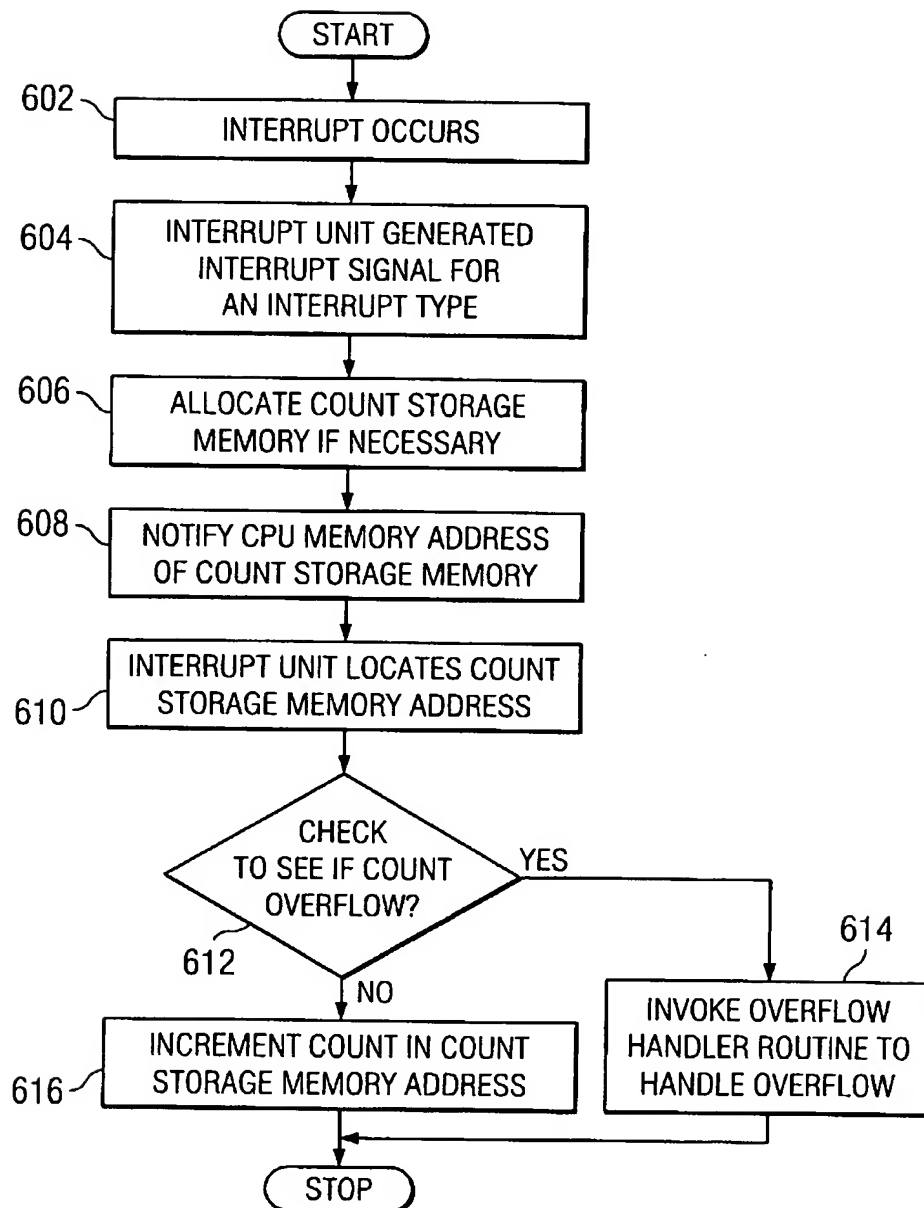 START
602
INTERRUPT OCCURS
604
INTERRUPT UNIT GENERATED
INTERRUPT SIGNAL FOR
AN INTERRUPT TYPE
606
ALLOCATE COUNT STORAGE
MEMORY IF NECESSARY
608
NOTIFY CPU MEMORY ADDRESS
OF COUNT STORAGE MEMORY
INTERRUPT UNIT LOCATES COUNT
STORAGE MEMORY ADDRESS
610
CHECK
TO SEE IF COUNT
OVERFLOW?
YES
612
NO
614
INVOKE OVERFLOW
HANDLER ROUTINE TO
HANDLE OVERFLOW
INCREMENT COUNT IN COUNT
STORAGE MEMORY ADDRESS
616
STOP